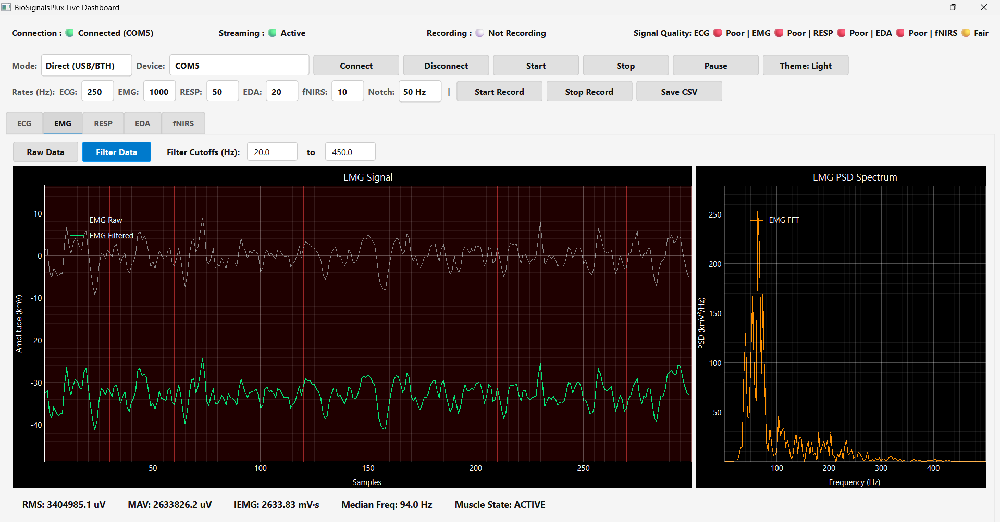 BioSignalsPlux Live Dashboard
Connection : Connected (COM5) Streaming : Active Recording : Not Recording Signal Quality: ECG Poor | EMG Poor | RESP Poor | EDA Poor | fNIRS Fair
Mode: Direct (USB/BTH) Device: COM5 Connect Disconnect Start Stop Pause Theme: Light
Rates (Hz): ECG: 250 EMG: 1000 RESP: 50 EDA: 20 fNIRS: 10 Notch: 50 Hz | Start Record Stop Record Save CSV
ECG EMG RESP EDA fNIRS
Raw Data Filter Data Filter Cutoffs (Hz): 20.0 to 450.0
EMG Signal
EMG Raw
EMG Filtered
Amplitude (kmV)
10
0
-10
-20
-30
-40
50 100 150 200 250
Samples
EMG PSD Spectrum
EMG FFT
PSD (kmV²/Hz)
250
200
150
100
50
100 200 300 400
Frequency (Hz)
RMS: 3404985.1 uV MAV: 2633826.2 uV IEMG: 2633.83 mV·s Median Freq: 94.0 Hz Muscle State: ACTIVE